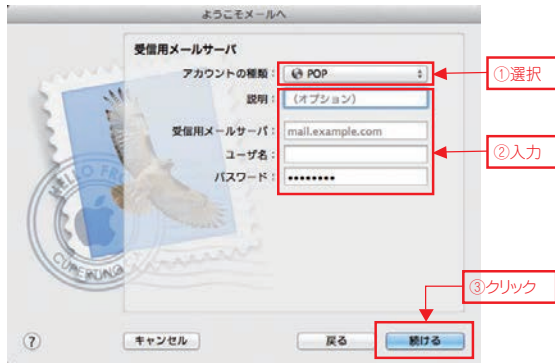 ようこそメールへ
受信用メールサーバ
アカウントの種類： POP
①選択
説明： （オプション）
受信用メールサーバ： mail.example.com
②入力
ユーザ名：
パスワード： ••••••••
HELLO FRO
CUPERTINO
③クリック
?
キャンセル
戻る
続ける